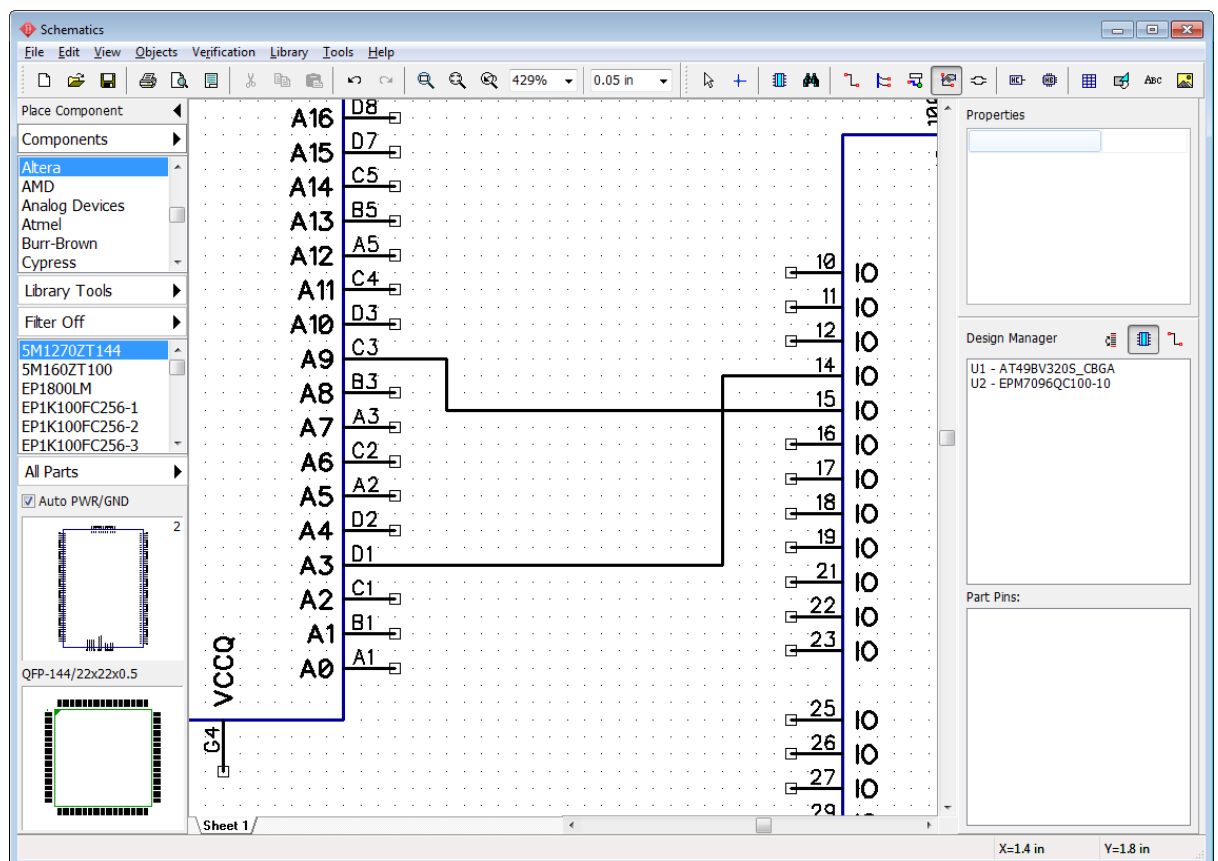 Schematics
File Edit View Objects Verification Library Tools Help
429% 0.05 in ABC
Place Component
Components
Altera
AMD
Analog Devices
Atmel
Burr-Brown
Cypress
Library Tools
Filter Off
5M1270ZT144
5M160ZT100
EP1800LM
EP1K100FC256-1
EP1K100FC256-2
EP1K100FC256-3
All Parts
Auto PWR/GND
2
QFP-144/22x22x0.5
A16 D8
A15 D7
A14 C5
A13 B5
A12 A5
A11 C4
A10 D3
A9 C3
A8 B3
A7 A3
A6 C2
A5 A2
A4 D2
A3 D1
A2 C1
A1 B1
A0 A1
VCCQ
G4
10 IO
11 IO
12 IO
14 IO
15 IO
16 IO
17 IO
18 IO
19 IO
21 IO
22 IO
23 IO
25 IO
26 IO
27 IO
29
Sheet 1
Properties
Design Manager
U1 - AT49BV320S_CBGA
U2 - EPM7096QC100-10
Part Pins:
X=1.4 in Y=1.8 in